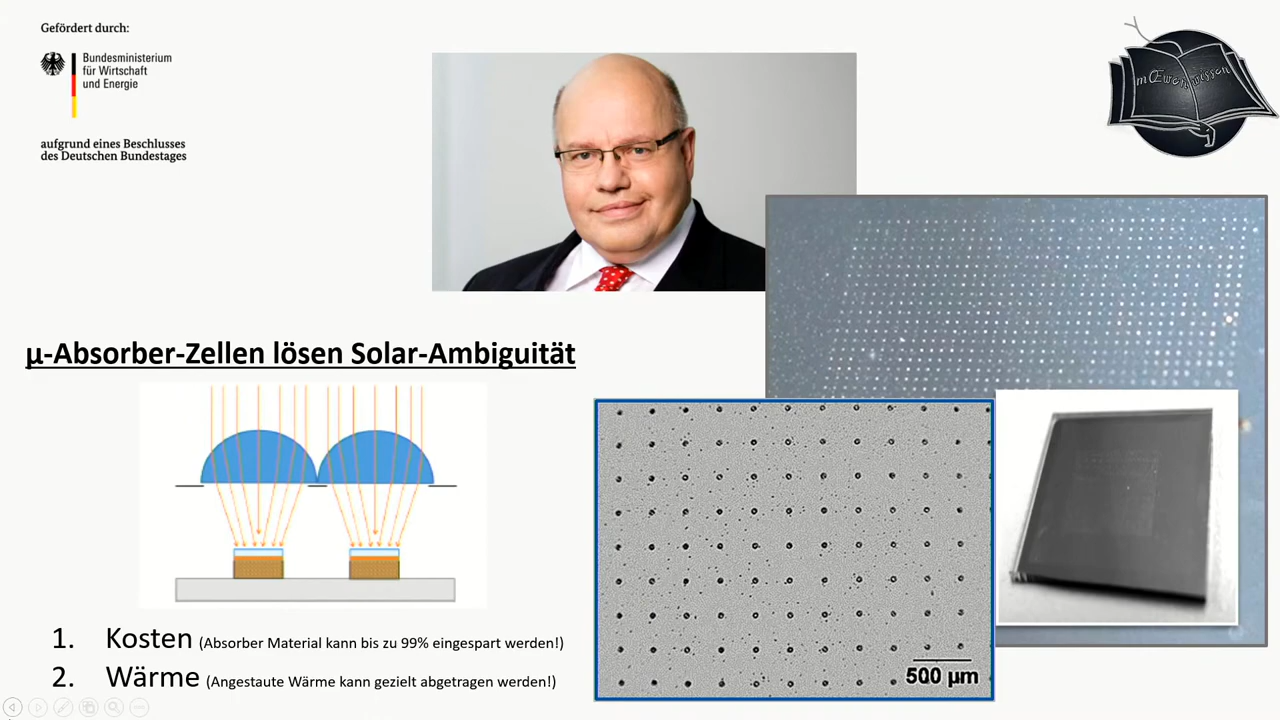 Gefördert durch:
Bundesministerium
für Wirtschaft
und Energie
aufgrund eines Beschlusses
des Deutschen Bundestages
mŒwen wissen
μ-Absorber-Zellen lösen Solar-Ambiguität
1. Kosten (Absorber Material kann bis zu 99% eingespart werden!)
2. Wärme (Angestaute Wärme kann gezielt abgetragen werden!)
500 μm